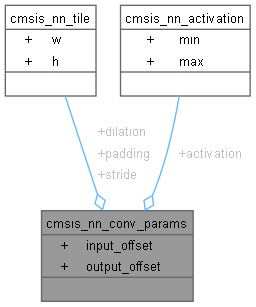 cmsis_nn_tile
+ w
+ h
cmsis_nn_activation
+ min
+ max
+dilation
+padding
+stride
+activation
cmsis_nn_conv_params
+ input_offset
+ output_offset